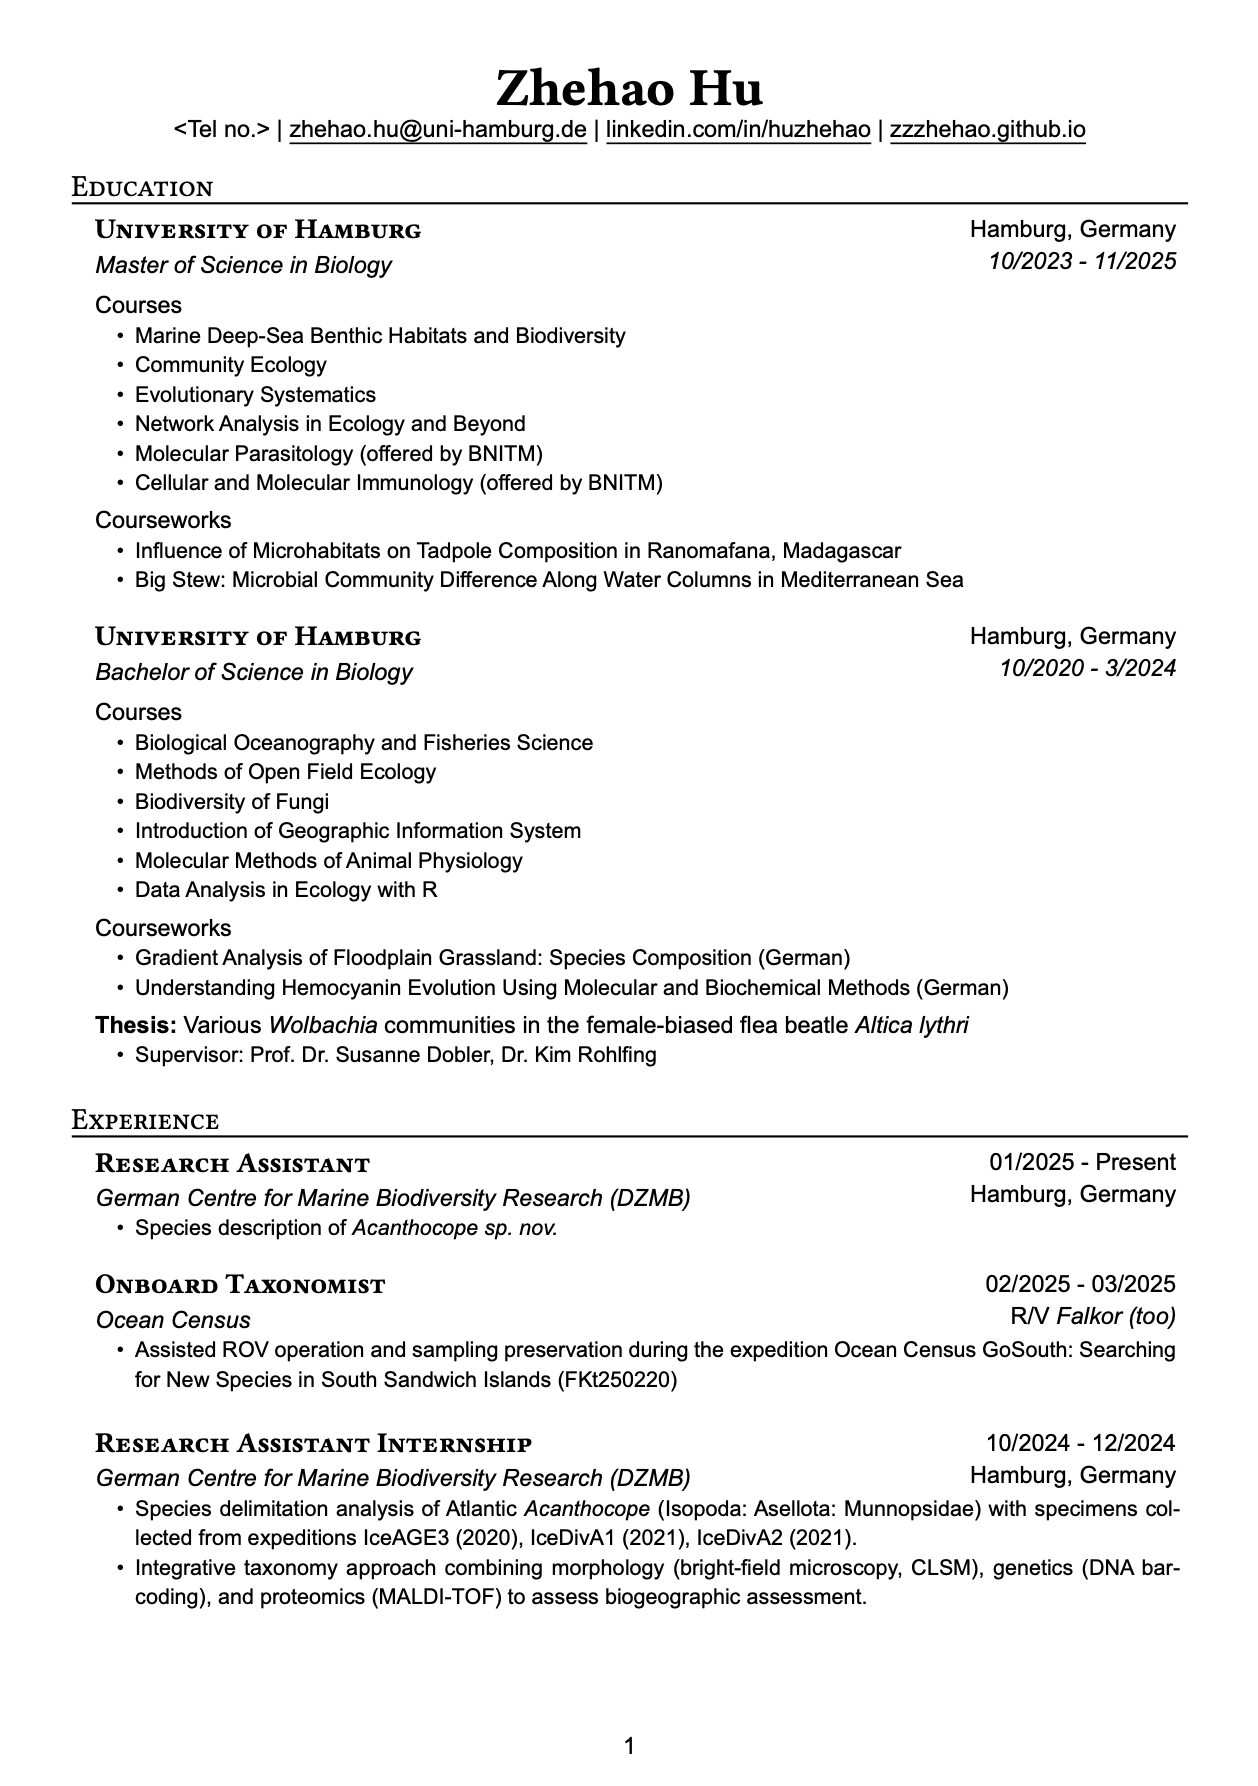 Zhehao Hu
<Tel no.> | zhehao.hu@uni-hamburg.de | linkedin.com/in/huzhehao | zzzhehao.github.io
Education
University of Hamburg Hamburg, Germany
Master of Science in Biology 10/2023 - 11/2025
Courses
• Marine Deep-Sea Benthic Habitats and Biodiversity
• Community Ecology
• Evolutionary Systematics
• Network Analysis in Ecology and Beyond
• Molecular Parasitology (offered by BNITM)
• Cellular and Molecular Immunology (offered by BNITM)
Courseworks
• Influence of Microhabitats on Tadpole Composition in Ranomafana, Madagascar
• Big Stew: Microbial Community Difference Along Water Columns in Mediterranean Sea
University of Hamburg Hamburg, Germany
Bachelor of Science in Biology 10/2020 - 3/2024
Courses
• Biological Oceanography and Fisheries Science
• Methods of Open Field Ecology
• Biodiversity of Fungi
• Introduction of Geographic Information System
• Molecular Methods of Animal Physiology
• Data Analysis in Ecology with R
Courseworks
• Gradient Analysis of Floodplain Grassland: Species Composition (German)
• Understanding Hemocyanin Evolution Using Molecular and Biochemical Methods (German)
Thesis: Various Wolbachia communities in the female-biased flea beatle Altica lythri
• Supervisor: Prof. Dr. Susanne Dobler, Dr. Kim Rohlfing
Experience
Research Assistant 01/2025 - Present
German Centre for Marine Biodiversity Research (DZMB) Hamburg, Germany
• Species description of Acanthocope sp. nov.
Onboard Taxonomist 02/2025 - 03/2025
Ocean Census R/V Falkor (too)
• Assisted ROV operation and sampling preservation during the expedition Ocean Census GoSouth: Searching
for New Species in South Sandwich Islands (FKt250220)
Research Assistant Internship 10/2024 - 12/2024
German Centre for Marine Biodiversity Research (DZMB) Hamburg, Germany
• Species delimitation analysis of Atlantic Acanthocope (Isopoda: Asellota: Munnopsidae) with specimens col-
lected from expeditions IceAGE3 (2020), IceDivA1 (2021), IceDivA2 (2021).
• Integrative taxonomy approach combining morphology (bright-field microscopy, CLSM), genetics (DNA bar-
coding), and proteomics (MALDI-TOF) to assess biogeographic assessment.
1